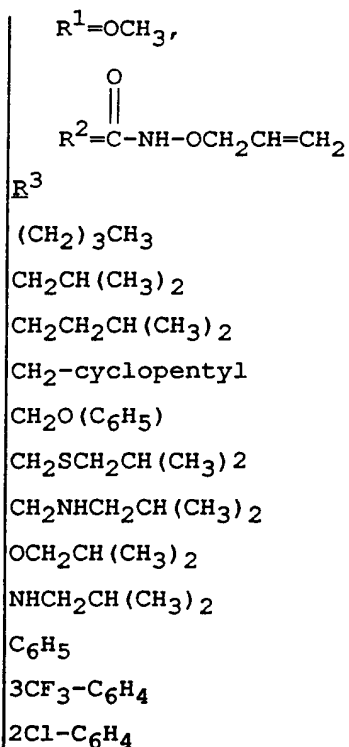 R¹=OCH₃,
O
||
R²=C-NH-OCH₂CH=CH₂
R³
(CH₂)₃CH₃
CH₂CH(CH₃)₂
CH₂CH₂CH(CH₃)₂
CH₂-cyclopentyl
CH₂O(C₆H₅)
CH₂SCH₂CH(CH₃)2
CH₂NHCH₂CH(CH₃)₂
OCH₂CH(CH₃)₂
NHCH₂CH(CH₃)₂
C₆H₅
3CF₃-C₆H₄
2Cl-C₆H₄